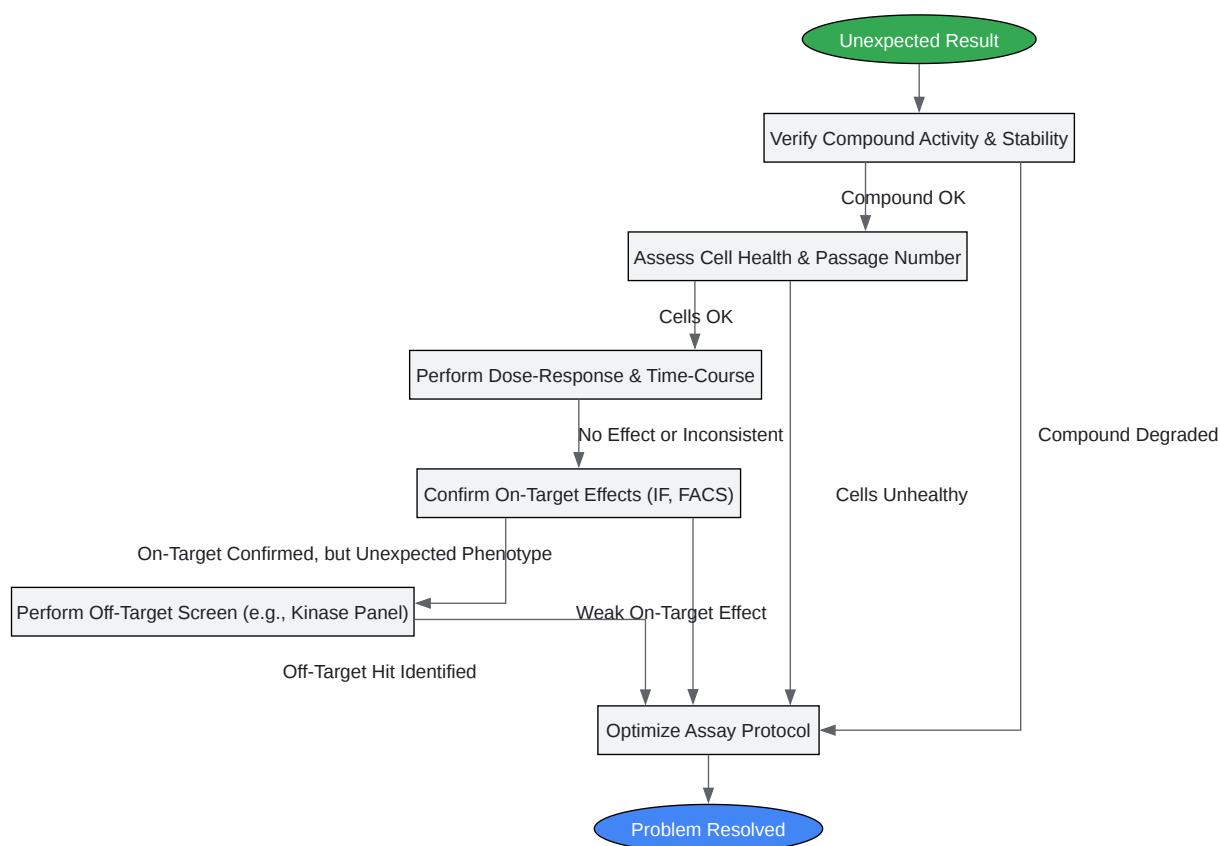 Unexpected Result
Verify Compound Activity & Stability
Compound OK
Assess Cell Health & Passage Number
Cells OK
Perform Dose-Response & Time-Course
No Effect or Inconsistent
Compound Degraded
Confirm On-Target Effects (IF, FACS)
Cells Unhealthy
On-Target Confirmed, but Unexpected Phenotype
Perform Off-Target Screen (e.g., Kinase Panel)
Weak On-Target Effect
Off-Target Hit Identified
Optimize Assay Protocol
Problem Resolved